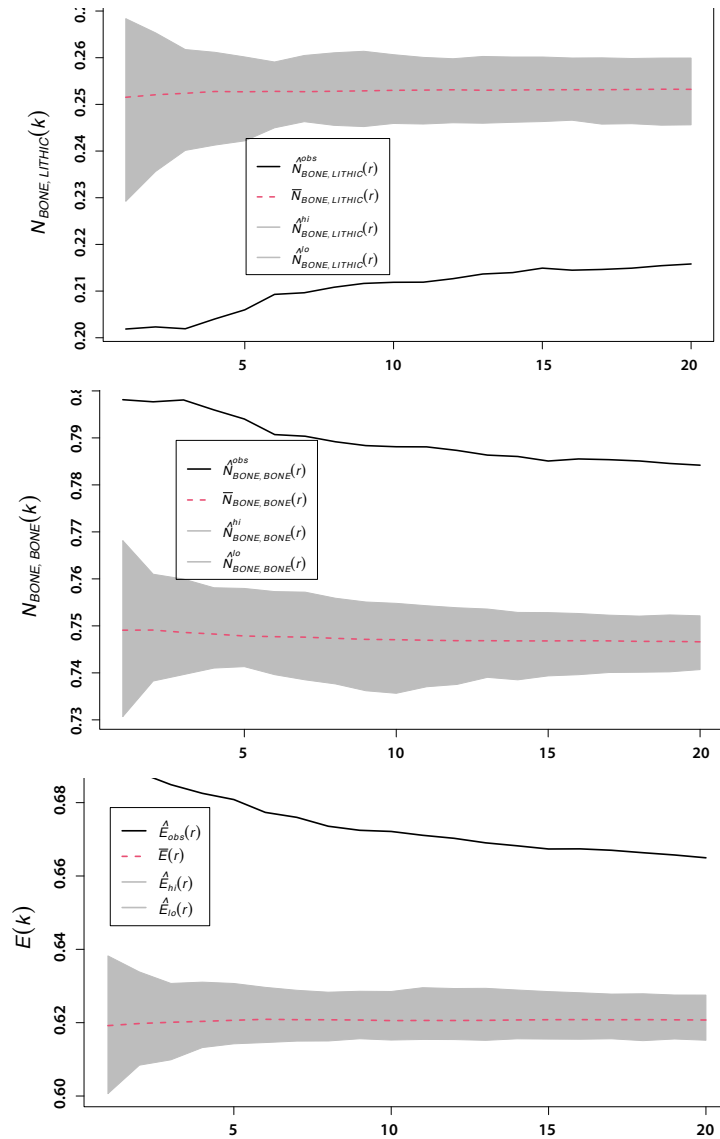 N_BONE, LITHIC(k)
0.26
0.25
0.24
0.23
0.22
0.21
0.20
N̂^obs_BONE, LITHIC(r)
N̅_BONE, LITHIC(r)
N̂^hi_BONE, LITHIC(r)
N̂^lo_BONE, LITHIC(r)
5 10 15 20
N_BONE, BONE(k)
0.8
0.79
0.78
0.77
0.76
0.75
0.74
0.73
N̂^obs_BONE, BONE(r)
N̅_BONE, BONE(r)
N̂^hi_BONE, BONE(r)
N̂^lo_BONE, BONE(r)
5 10 15 20
E(k)
0.68
0.66
0.64
0.62
0.60
Ê_obs(r)
E̅(r)
Ê_hi(r)
Ê_lo(r)
5 10 15 20